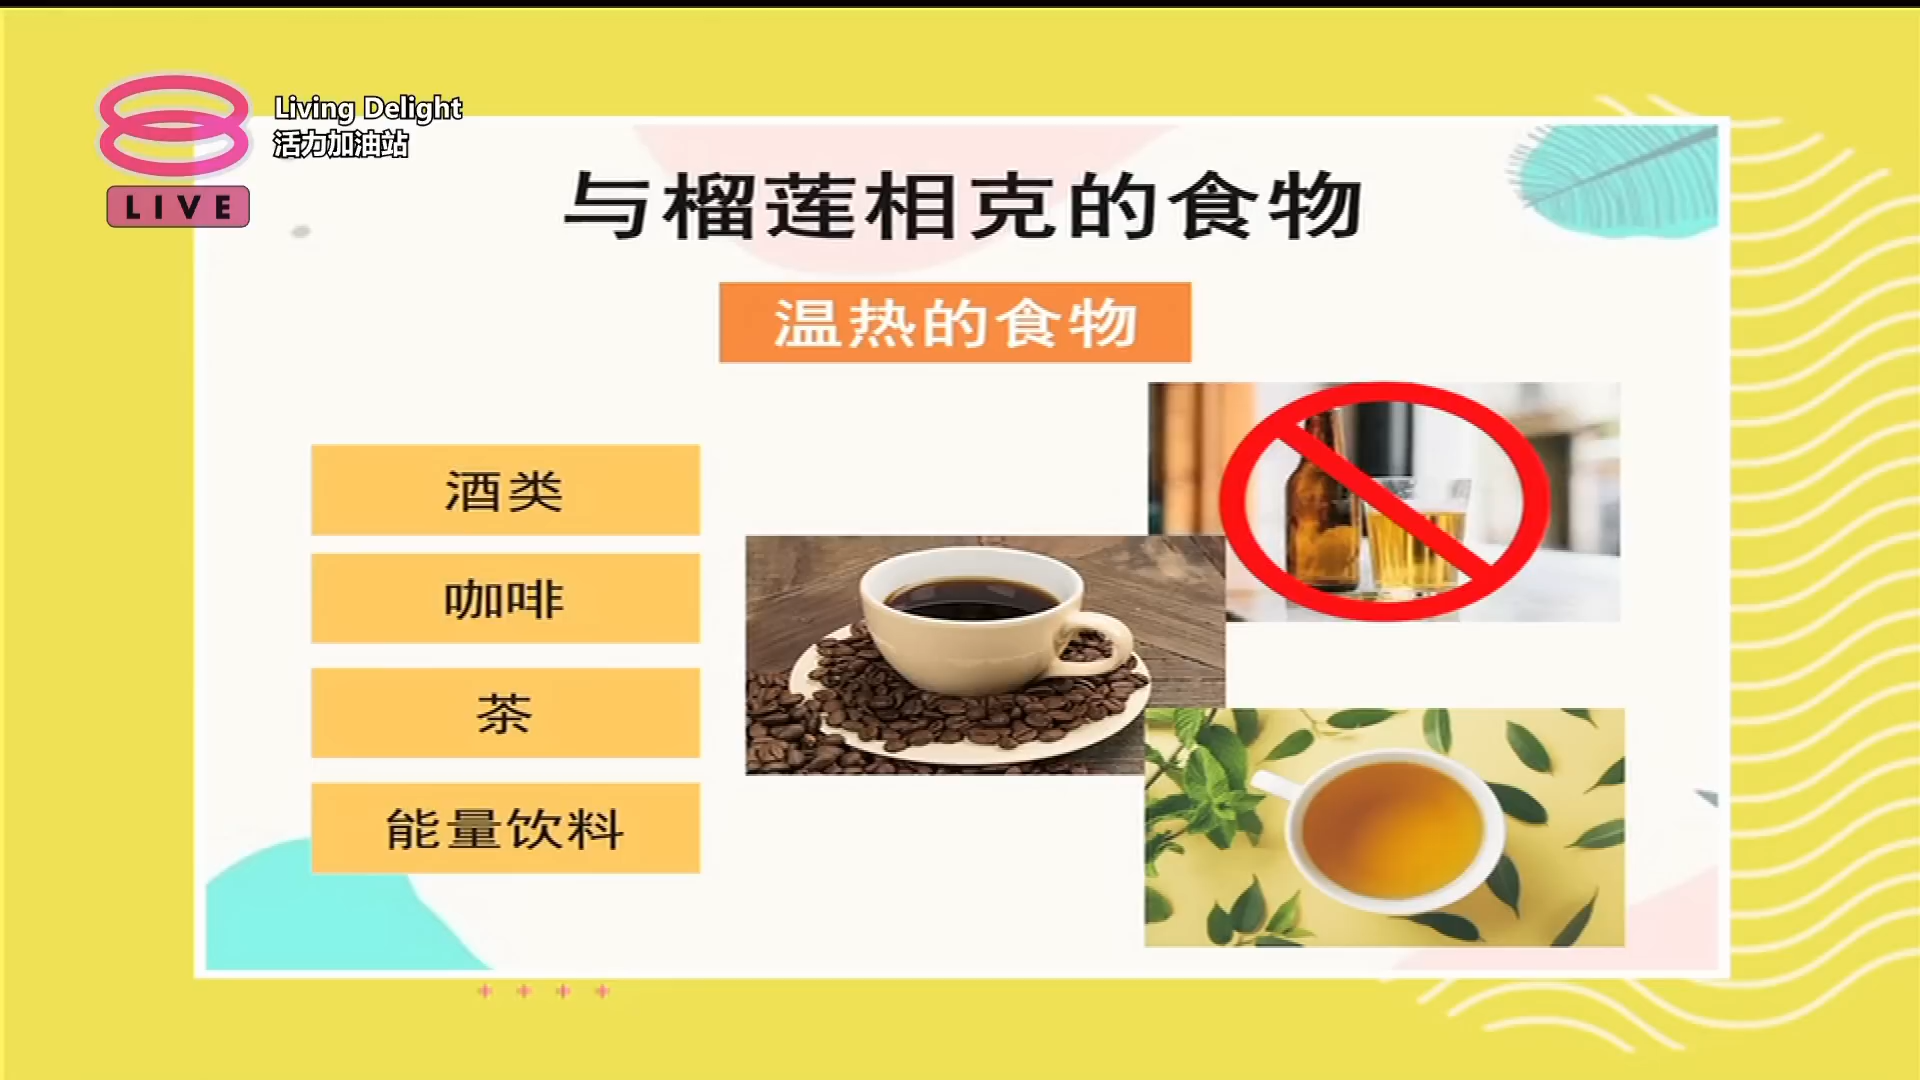 Living Delight
活力加油站
LIVE
与榴莲相克的食物
温热的食物
酒类
咖啡
茶
能量饮料